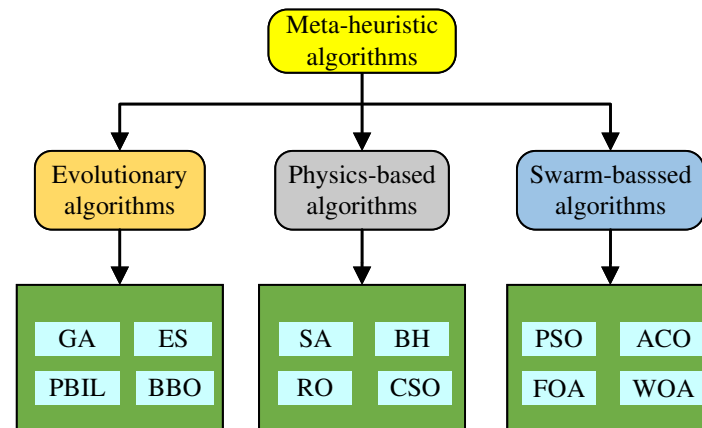 Meta-heuristic
algorithms
Evolutionary
algorithms
Physics-based
algorithms
Swarm-basssed
algorithms
GA ES
PBIL BBO
SA BH
RO CSO
PSO ACO
FOA WOA